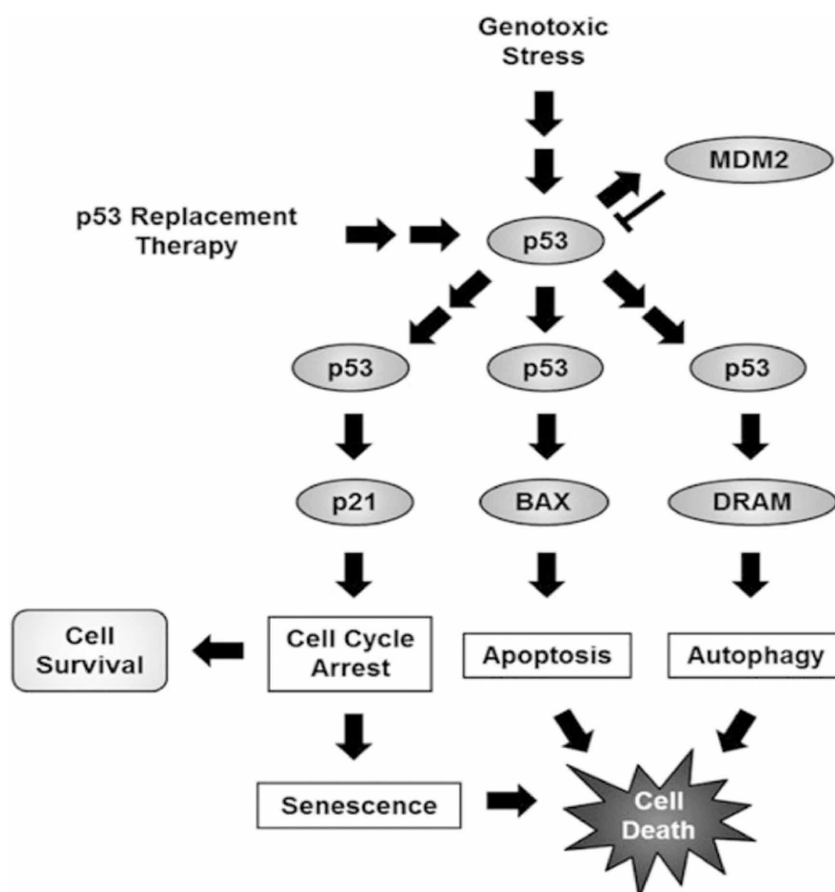 Genotoxic
Stress
MDM2
p53 Replacement
Therapy
p53
p53
p53
p53
p21
BAX
DRAM
Cell
Survival
Cell Cycle
Arrest
Apoptosis
Autophagy
Senescence
Cell
Death